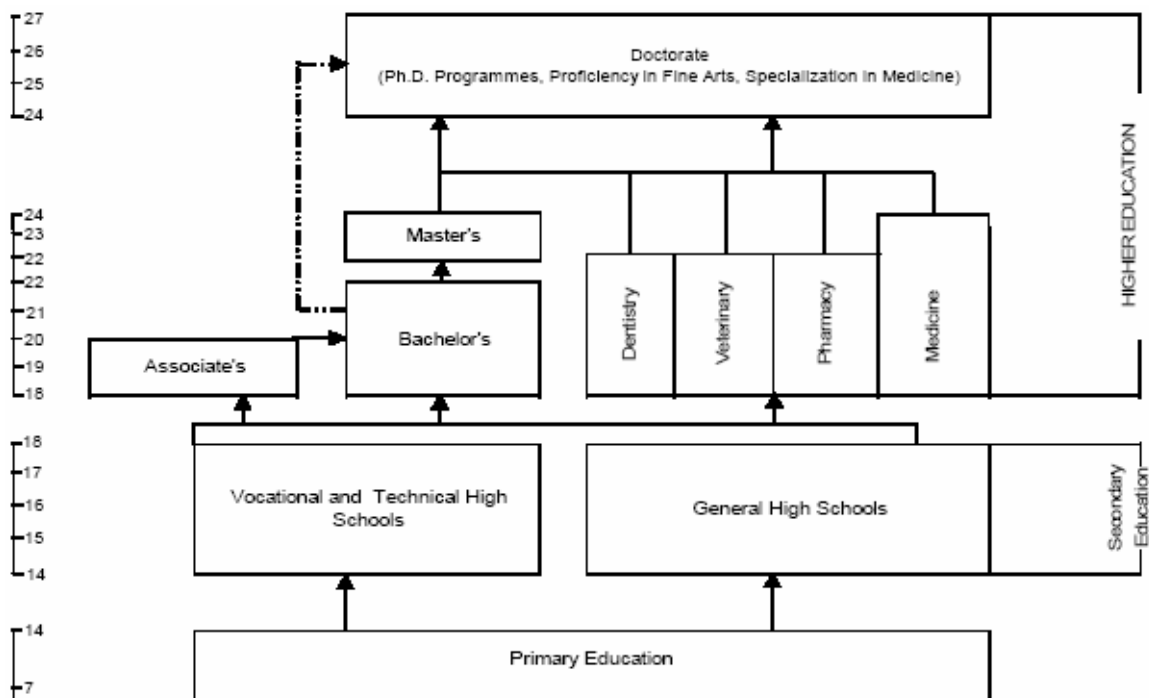 27
26
25
24
Doctorate
(Ph.D. Programmes, Proficiency in Fine Arts, Specialization in Medicine)
HIGHER EDUCATION
24
23
22
22
21
20
19
18
Master's
Bachelor's
Associate's
Dentistry
Veterinary
Pharmacy
Medicine
18
17
16
15
14
Vocational and Technical High
Schools
General High Schools
Secondary
Education
14
7
Primary Education